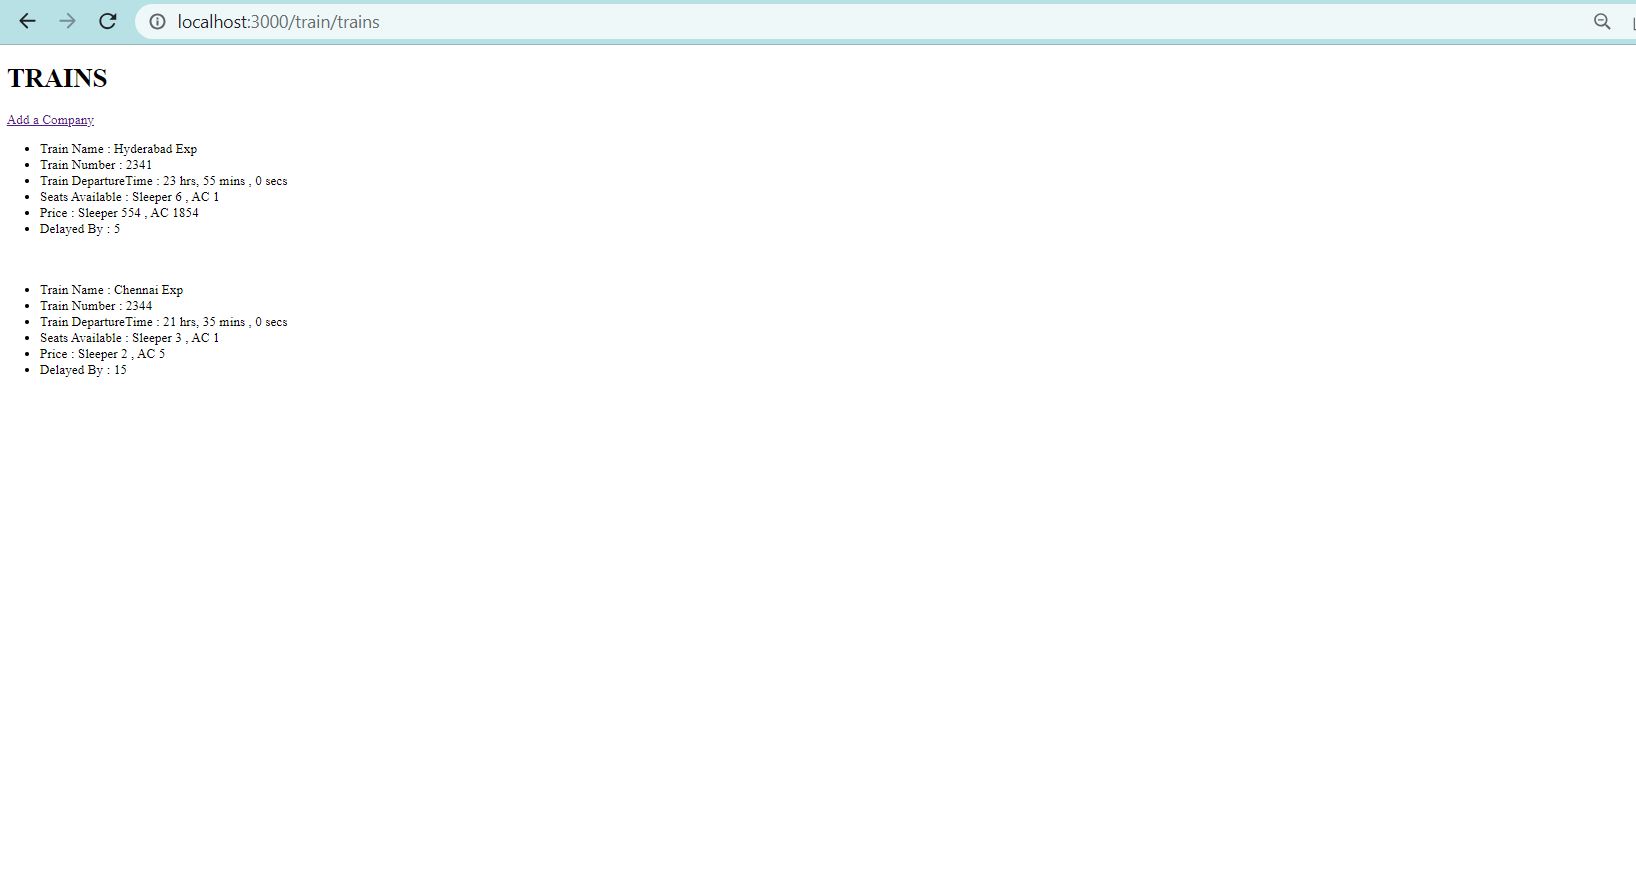 localhost:3000/train/trains
TRAINS
Add a Company
Train Name : Hyderabad Exp
Train Number : 2341
Train DepartureTime : 23 hrs, 55 mins , 0 secs
Seats Available : Sleeper 6 , AC 1
Price : Sleeper 554 , AC 1854
Delayed By : 5
Train Name : Chennai Exp
Train Number : 2344
Train DepartureTime : 21 hrs, 35 mins , 0 secs
Seats Available : Sleeper 3 , AC 1
Price : Sleeper 2 , AC 5
Delayed By : 15